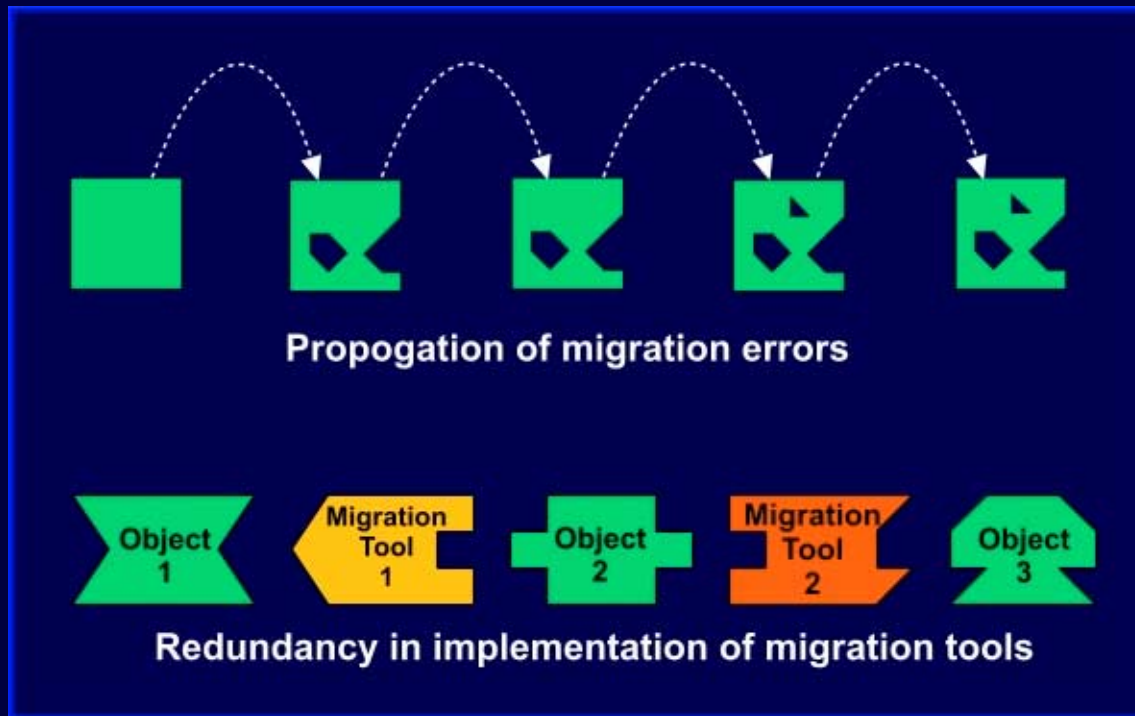 Propogation of migration errors
Object
1
Migration
Tool
1
Object
2
Migration
Tool
2
Object
3
Redundancy in implementation of migration tools